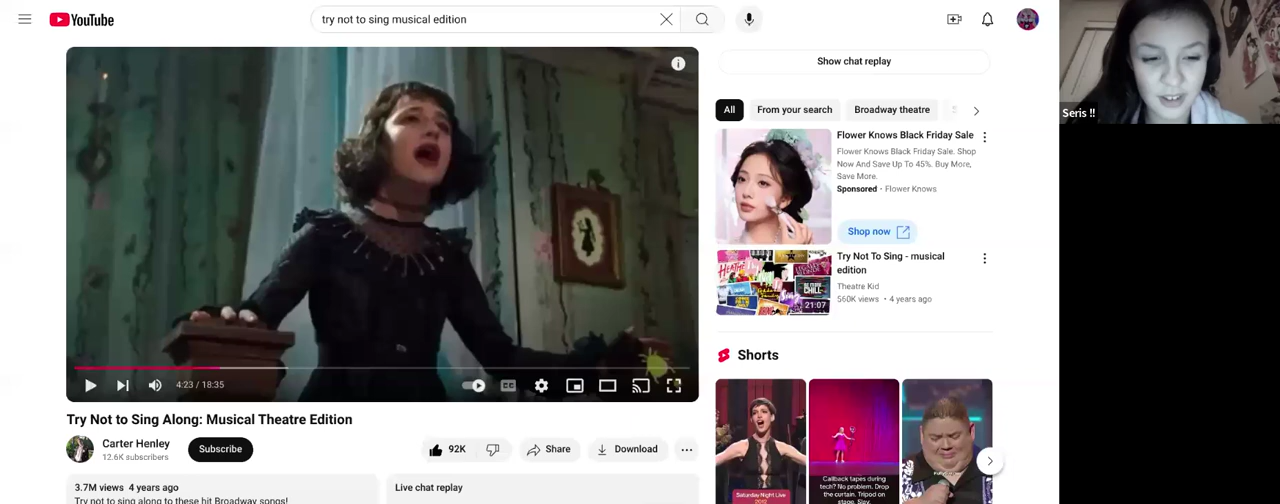 YouTube
try not to sing musical edition
4:23 / 18:35
CC
Try Not to Sing Along: Musical Theatre Edition
Carter Henley
12.6K subscribers
Subscribe
92K
Share
Download
3.7M views 4 years ago
Try not to sing along to these hit Broadway songs!
Live chat replay
Show chat replay
All
From your search
Broadway theatre
Flower Knows Black Friday Sale
Flower Knows Black Friday Sale. Shop
Now And Save Up To 45%. Buy More,
Save More.
Sponsored · Flower Knows
Shop now
Try Not To Sing - musical
edition
Theatre Kid
560K views · 4 years ago
21:07
Shorts
Saturday Night Live
2012
Callback tapes during
tech? No problem. Drop
the curtain. Tripod on
stage. Slay.
Seris !!